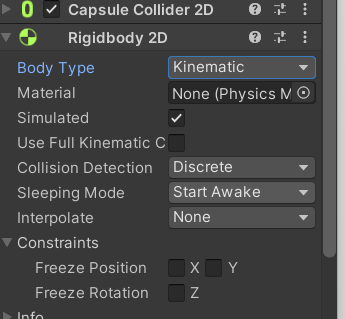 Capsule Collider 2D
Rigidbody 2D
Body Type Kinematic
Material None (Physics M
Simulated
Use Full Kinematic C
Collision Detection Discrete
Sleeping Mode Start Awake
Interpolate None
Constraints
Freeze Position X Y
Freeze Rotation Z
Info